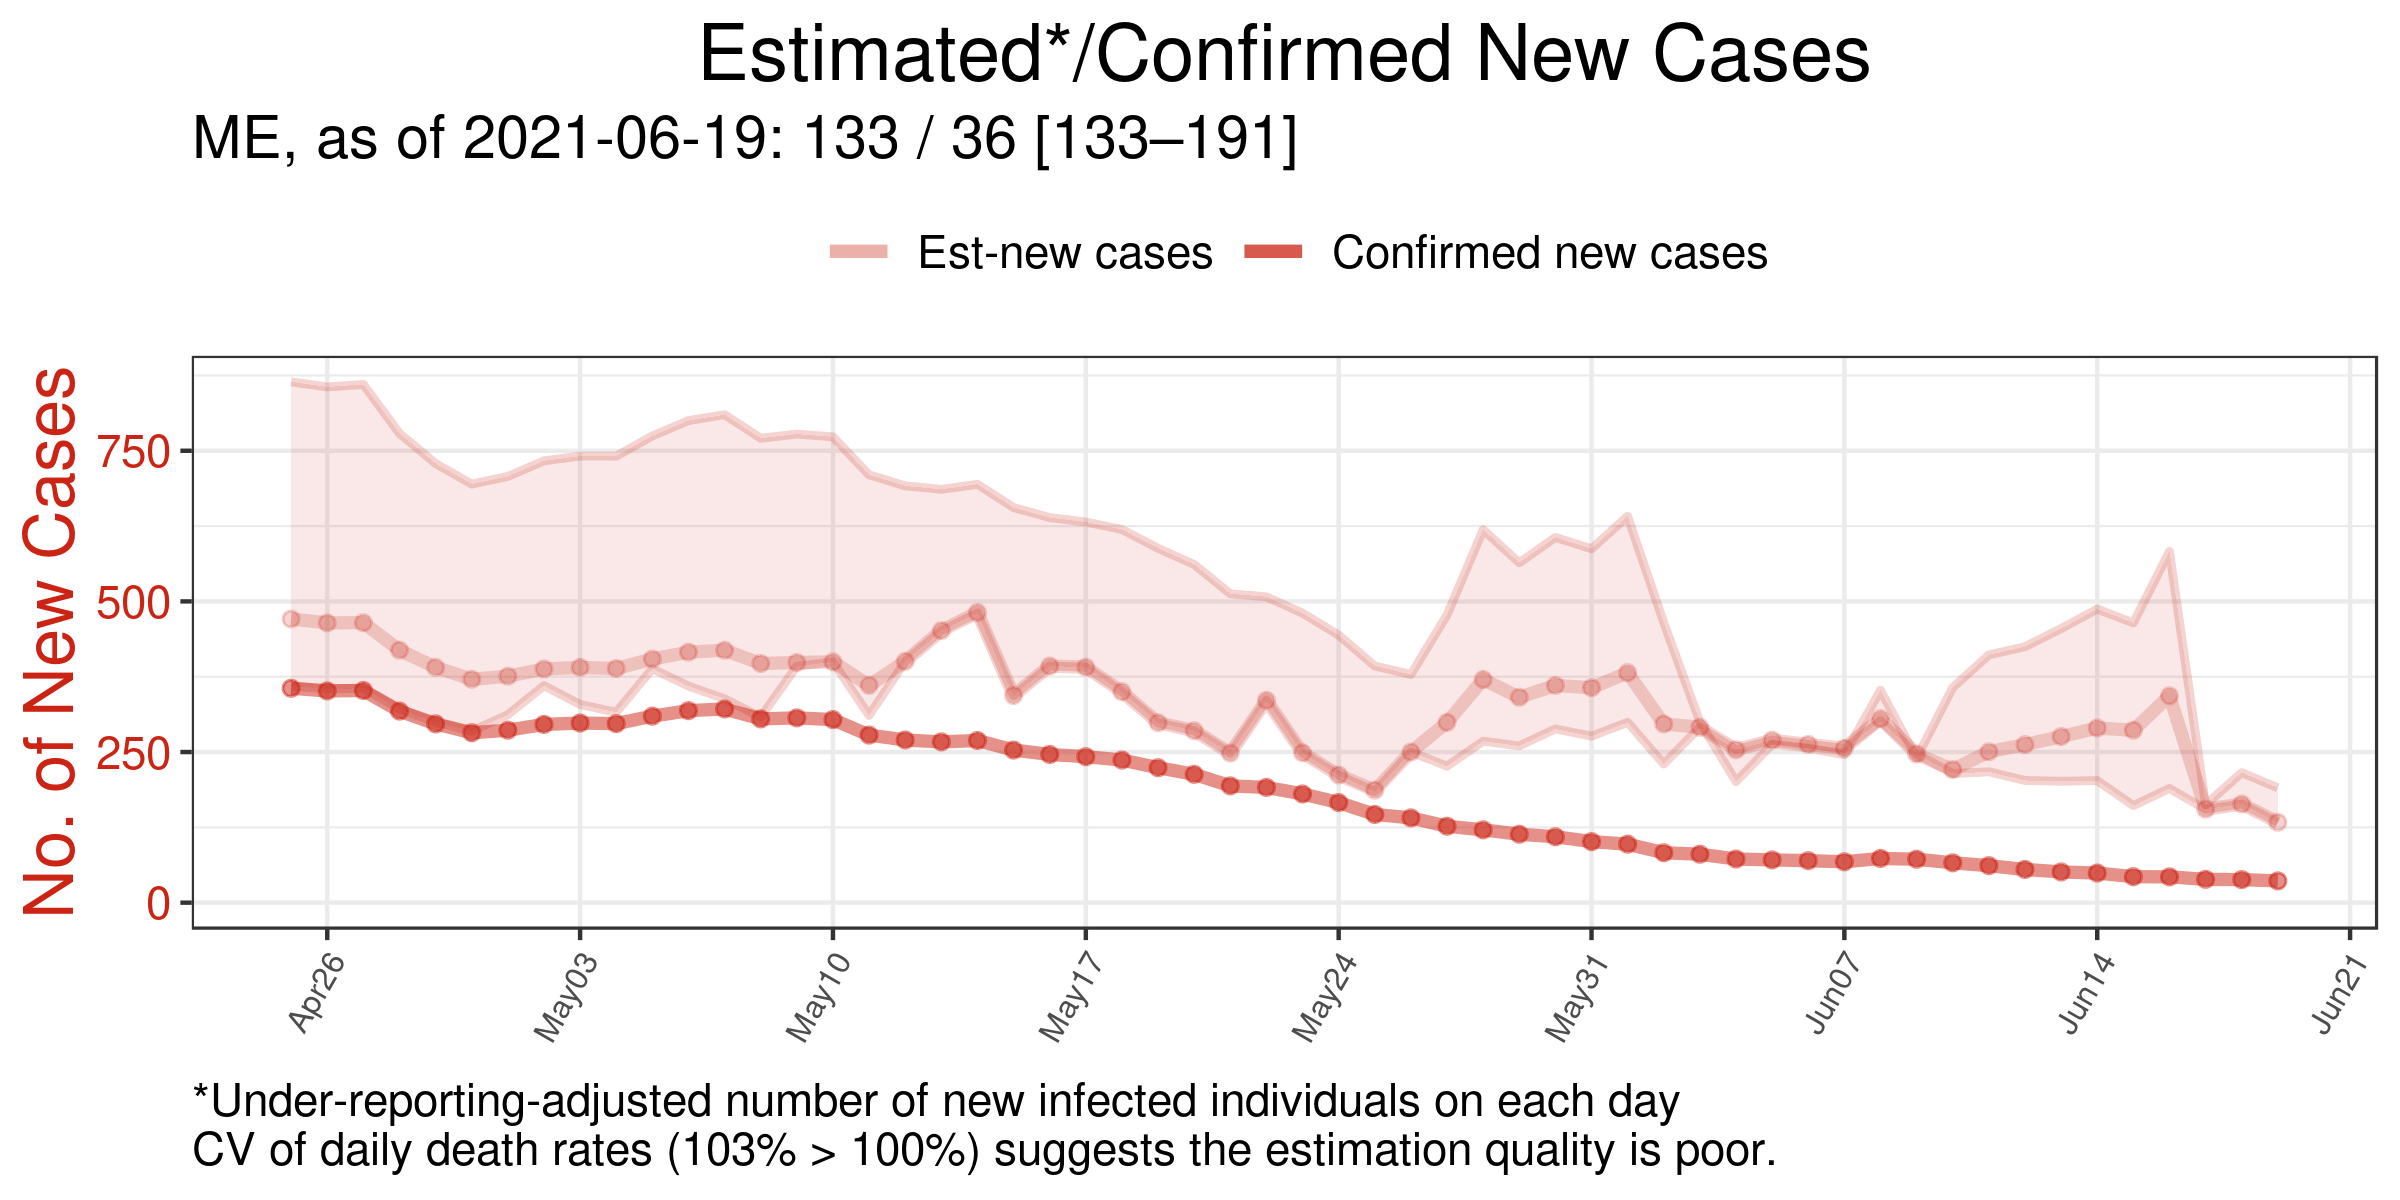 Estimated*/Confirmed New Cases
ME, as of 2021-06-19: 133 / 36 [133–191]
Est-new cases Confirmed new cases
No. of New Cases
750
500
250
0
Apr26 May03 May10 May17 May24 May31 Jun07 Jun14 Jun21
*Under-reporting-adjusted number of new infected individuals on each day
CV of daily death rates (103% > 100%) suggests the estimation quality is poor.